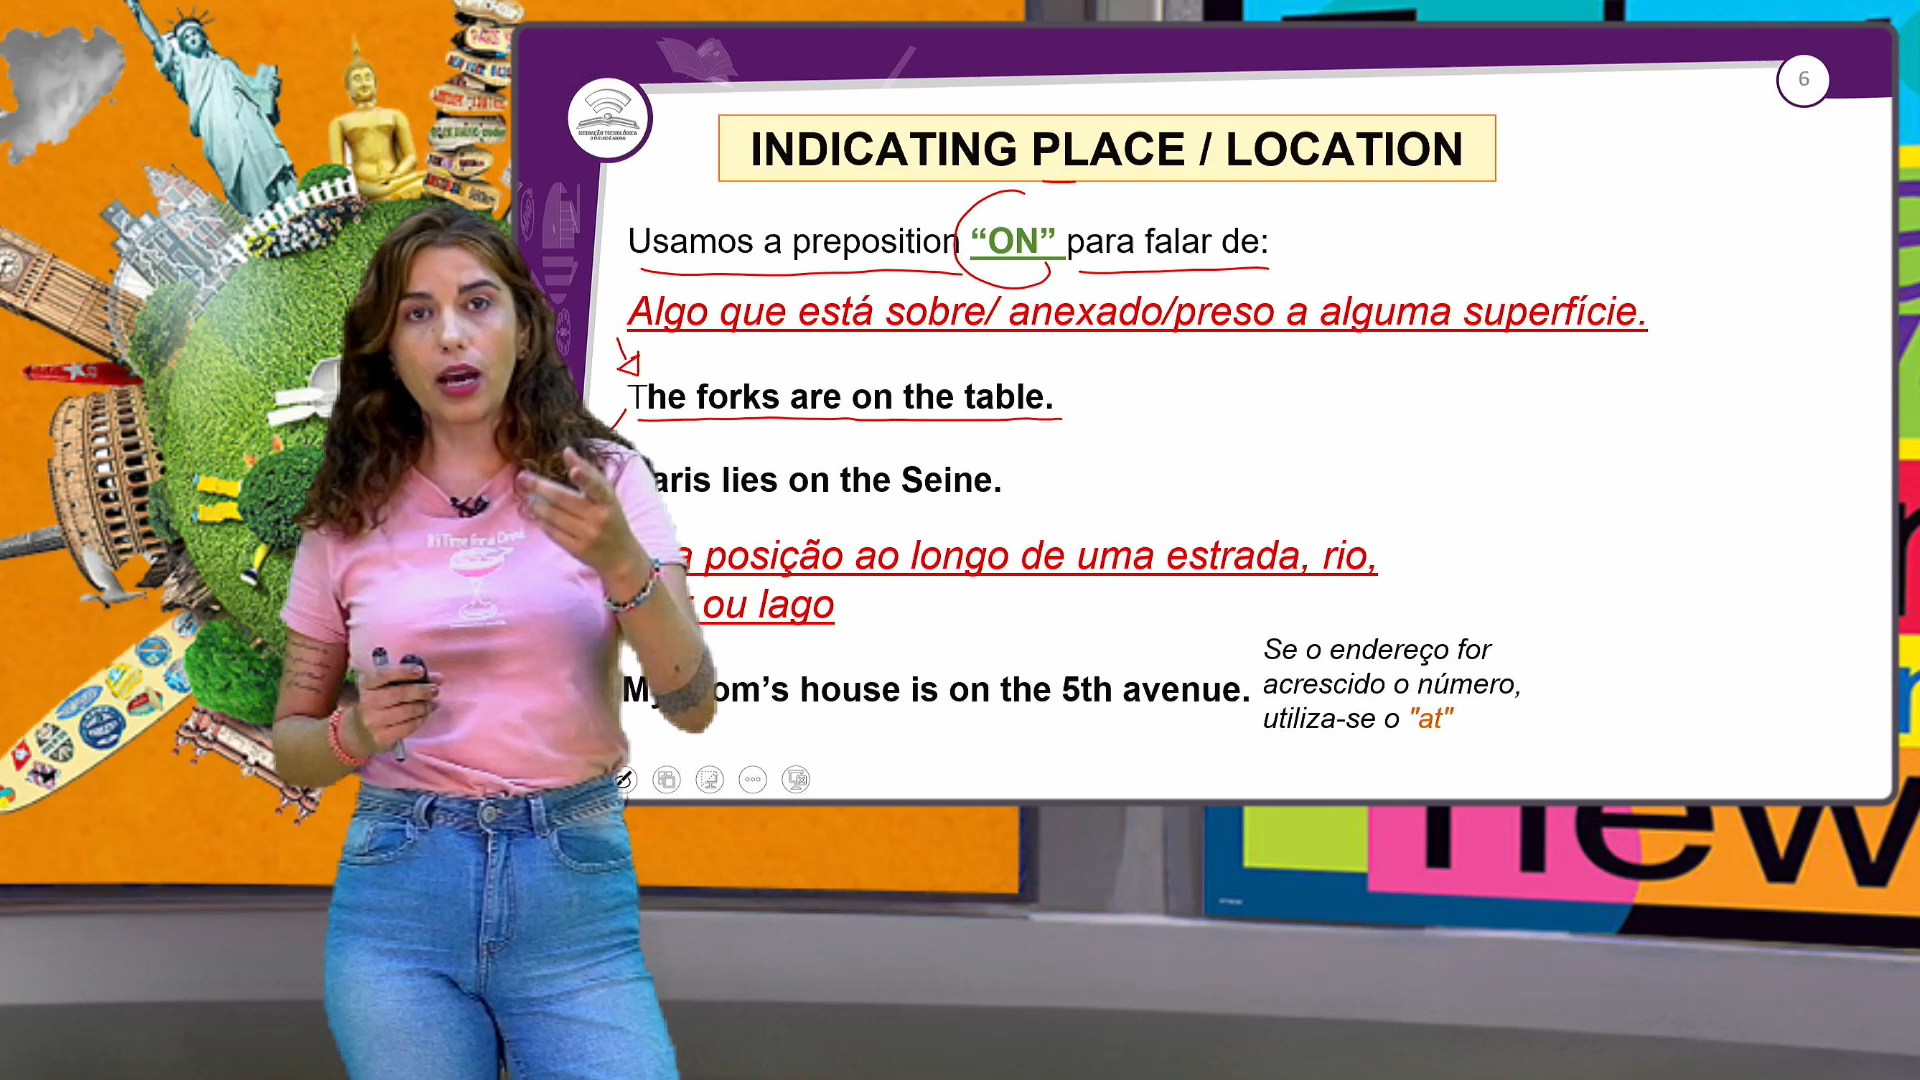 6
INDICATING PLACE / LOCATION
Usamos a preposition “ON” para falar de:
Algo que está sobre/ anexado/preso a alguma superfície.
The forks are on the table.
aris lies on the Seine.
a posição ao longo de uma estrada, rio,
ou lago
om’s house is on the 5th avenue.
Se o endereço for
acrescido o número,
utiliza-se o "at"
new